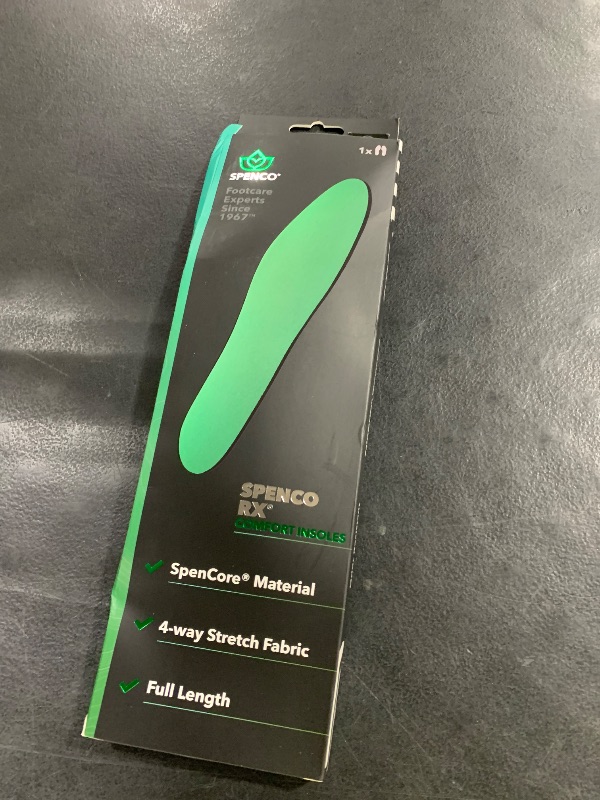 1x
SPENCO®
Footcare
Experts
Since
1967™
SPENCO
RX®
COMFORT INSOLES
SpenCore® Material
4-way Stretch Fabric
Full Length